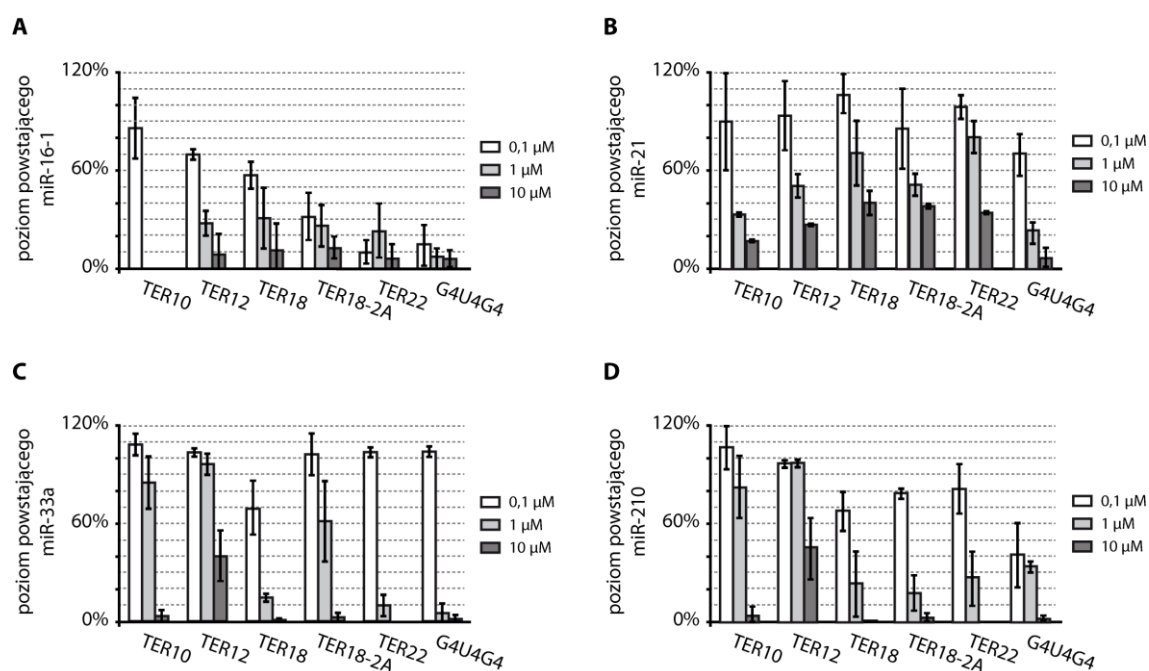 A
poziom powstającego
miR-16-1
120%
60%
0%
TER10
TER12
TER18
TER18-2A
TER22
G4U4G4
0,1 µM
1 µM
10 µM
B
poziom powstającego
miR-21
120%
60%
0%
TER10
TER12
TER18
TER18-2A
TER22
G4U4G4
0,1 µM
1 µM
10 µM
C
poziom powstającego
miR-33a
120%
60%
0%
TER10
TER12
TER18
TER18-2A
TER22
G4U4G4
0,1 µM
1 µM
10 µM
D
poziom powstającego
miR-210
120%
60%
0%
TER10
TER12
TER18
TER18-2A
TER22
G4U4G4
0,1 µM
1 µM
10 µM